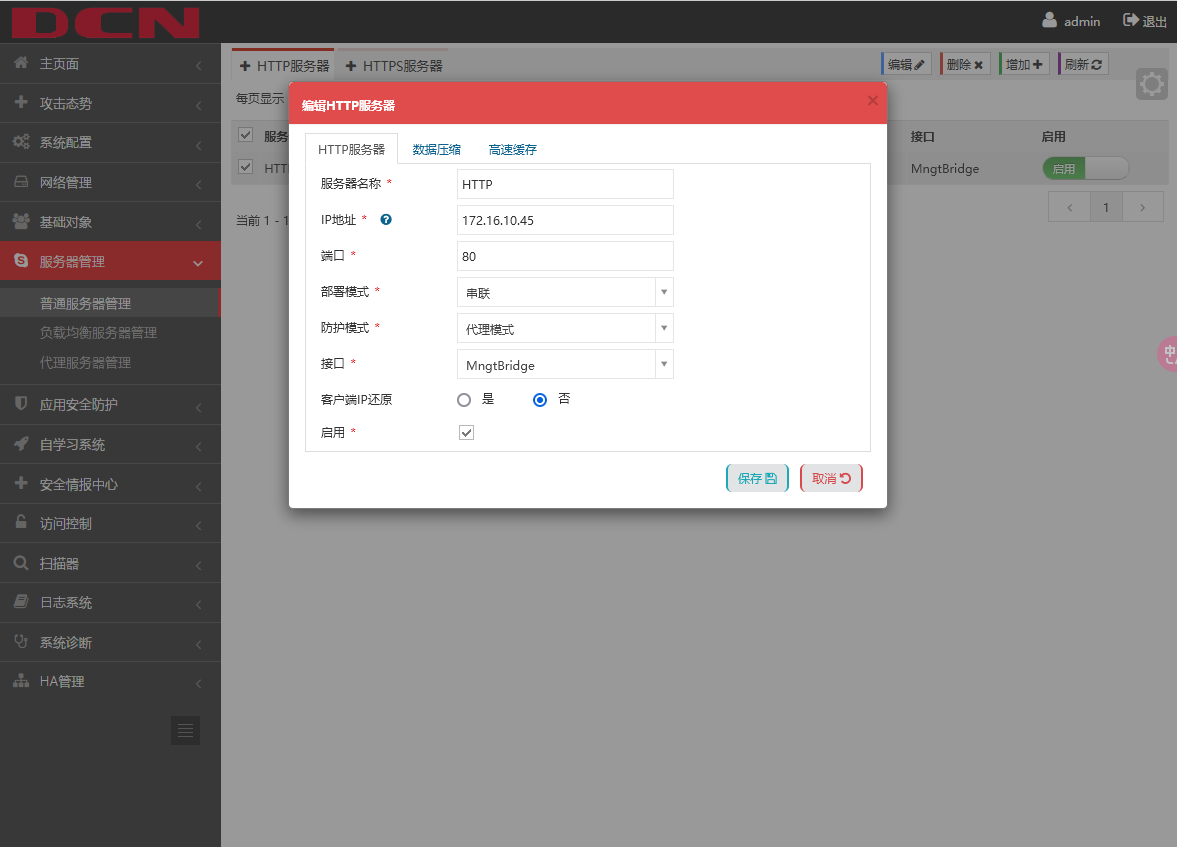 DCN
admin
退出
主页面
攻击态势
系统配置
网络管理
基础对象
服务器管理
普通服务器管理
负载均衡服务器管理
代理服务器管理
应用安全防护
自学习系统
安全情报中心
访问控制
扫描器
日志系统
系统诊断
HA管理
HTTP服务器
HTTPS服务器
编辑
删除
增加
刷新
每页显示
服务
接口
启用
HTT
MngtBridge
启用
当前 1 - 1
1
编辑HTTP服务器
HTTP服务器
数据压缩
高速缓存
服务器名称 *
HTTP
IP地址 *
172.16.10.45
端口 *
80
部署模式 *
串联
防护模式 *
代理模式
接口 *
MngtBridge
客户端IP还原
是
否
启用 *
保存
取消
中